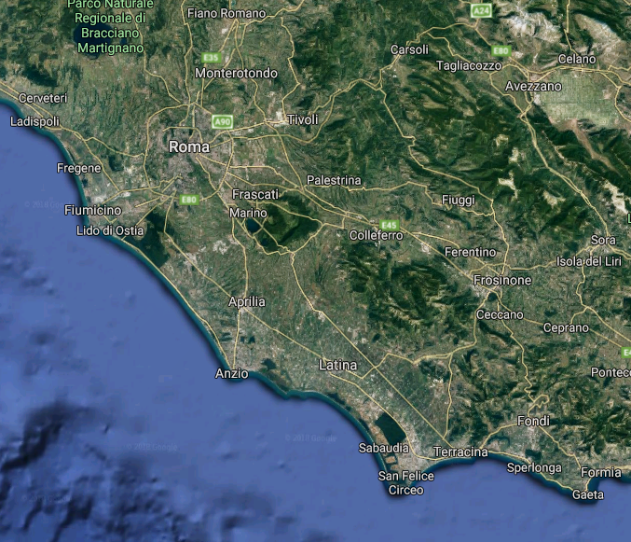 Parco Naturale
Regionale di
Bracciano
Martignano
Fiano Romano
A24
Carsoli
E80
Celano
Tagliacozzo
E35
Monterotondo
Avezzano
Cerveteri
Ladispoli
A90
Tivoli
Roma
Fregene
Palestrina
Frascati
E80
Fiuggi
Fiumicino
Marino
E45
Lido di Ostia
Colleferro
Sora
Ferentino
Isola del Liri
Frosinone
Aprilia
Ceccano
Ceprano
Latina
Anzio
Fondi
Sabaudia
Terracina
Sperlonga
San Felice
Circeo
Formia
Gaeta